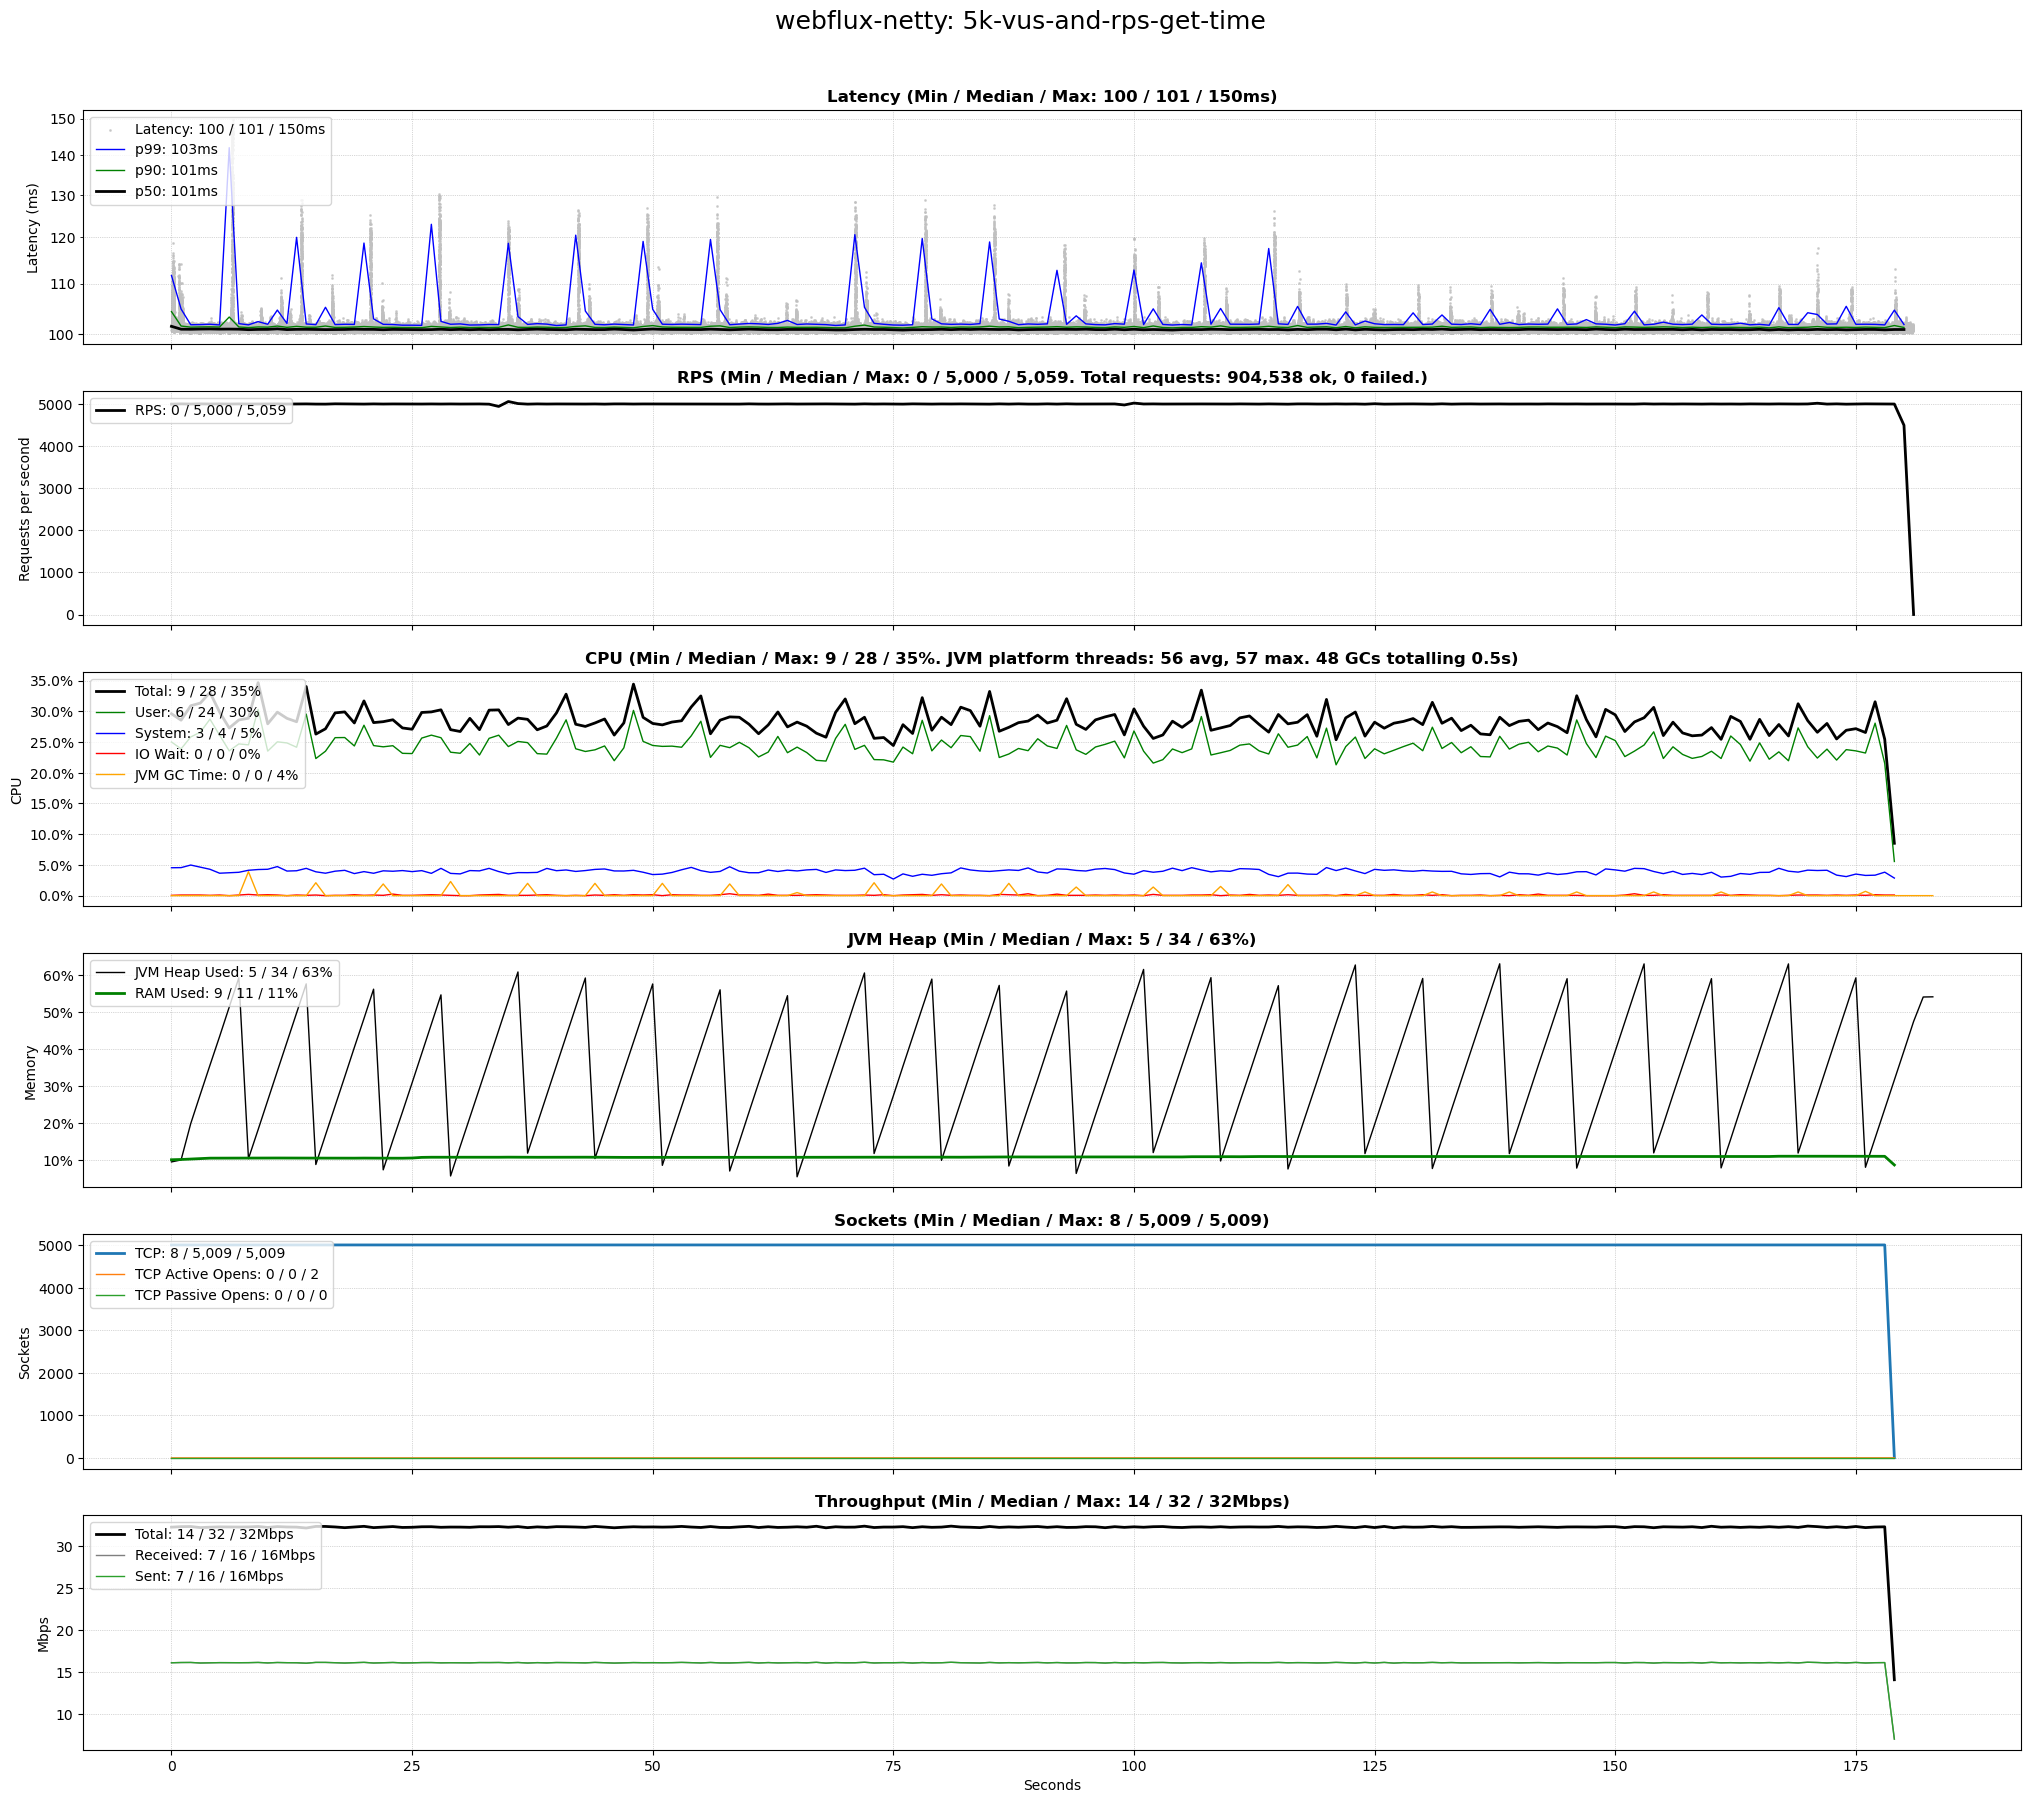 webflux-netty: 5k-vus-and-rps-get-time
Latency (Min / Median / Max: 100 / 101 / 150ms)
Latency (ms)
150
140
130
120
110
100
Latency: 100 / 101 / 150ms
p99: 103ms
p90: 101ms
p50: 101ms
RPS (Min / Median / Max: 0 / 5,000 / 5,059. Total requests: 904,538 ok, 0 failed.)
Requests per second
5000
4000
3000
2000
1000
0
RPS: 0 / 5,000 / 5,059
CPU (Min / Median / Max: 9 / 28 / 35%. JVM platform threads: 56 avg, 57 max. 48 GCs totalling 0.5s)
CPU
35.0%
30.0%
25.0%
20.0%
15.0%
10.0%
5.0%
0.0%
Total: 9 / 28 / 35%
User: 6 / 24 / 30%
System: 3 / 4 / 5%
IO Wait: 0 / 0 / 0%
JVM GC Time: 0 / 0 / 4%
JVM Heap (Min / Median / Max: 5 / 34 / 63%)
Memory
60%
50%
40%
30%
20%
10%
JVM Heap Used: 5 / 34 / 63%
RAM Used: 9 / 11 / 11%
Sockets (Min / Median / Max: 8 / 5,009 / 5,009)
Sockets
5000
4000
3000
2000
1000
0
TCP: 8 / 5,009 / 5,009
TCP Active Opens: 0 / 0 / 2
TCP Passive Opens: 0 / 0 / 0
Throughput (Min / Median / Max: 14 / 32 / 32Mbps)
Mbps
30
25
20
15
10
Total: 14 / 32 / 32Mbps
Received: 7 / 16 / 16Mbps
Sent: 7 / 16 / 16Mbps
0 25 50 75 100 125 150 175
Seconds